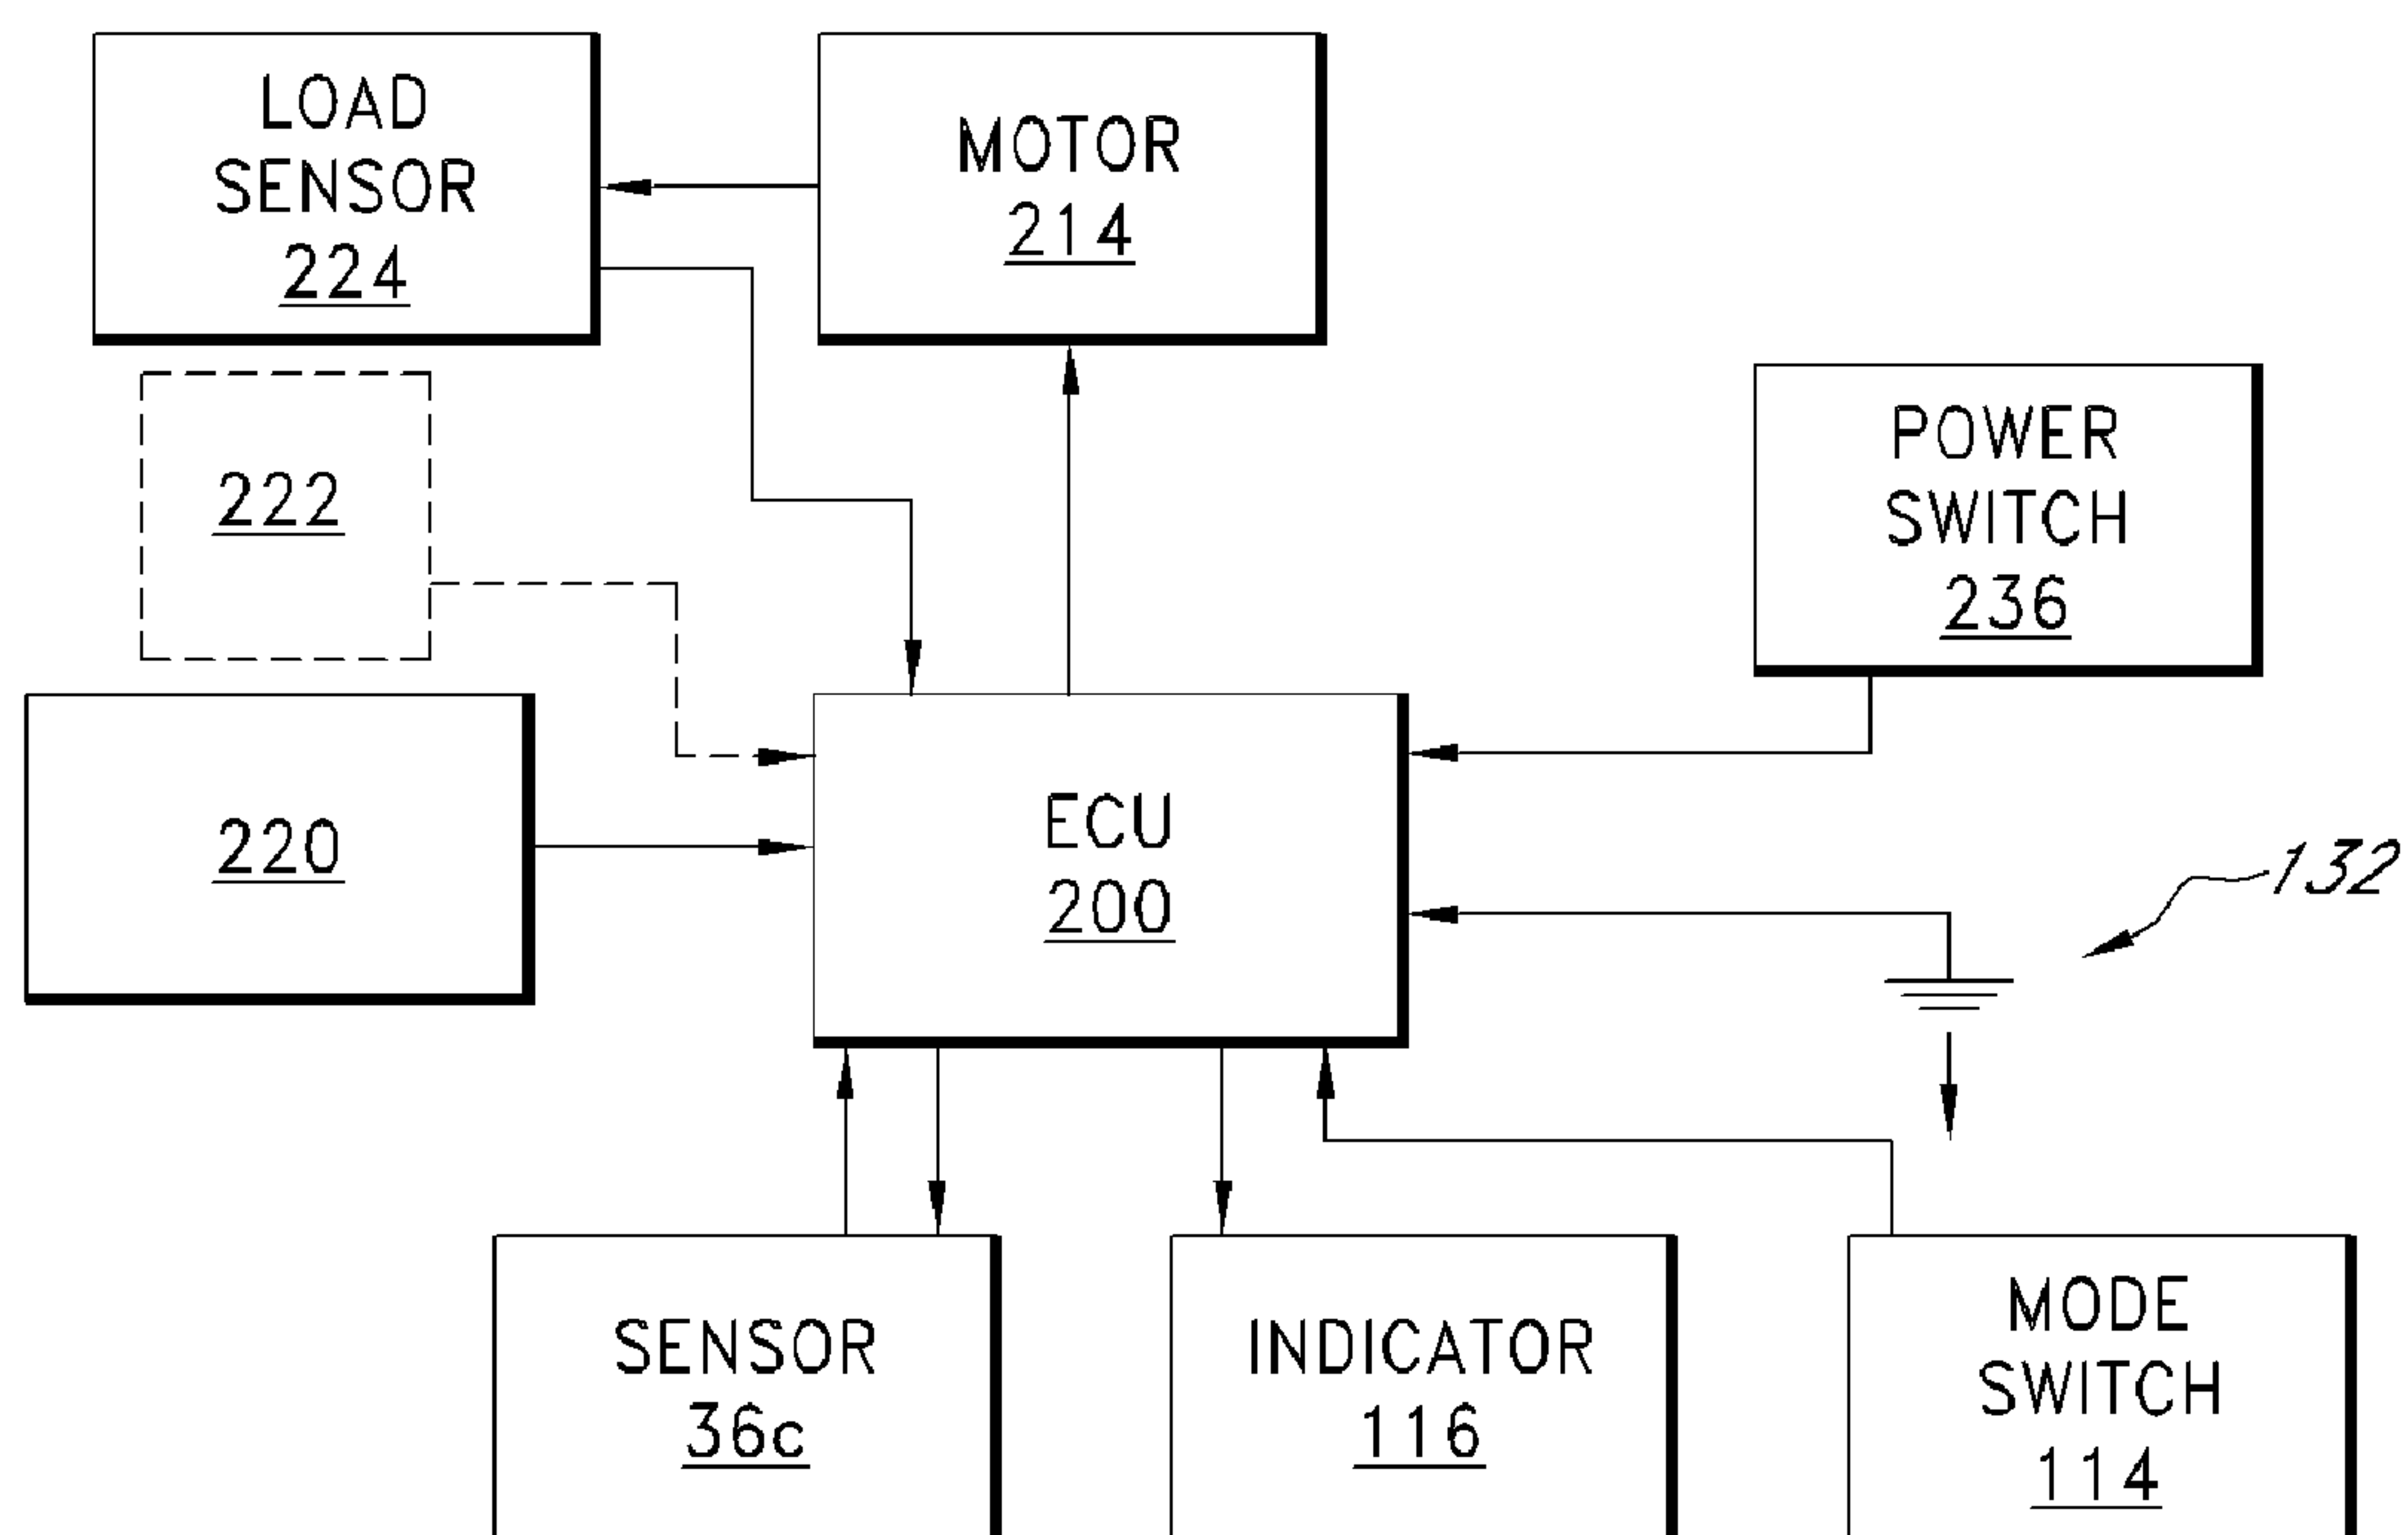 LOAD
SENSOR
224
MOTOR
214
222
POWER
SWITCH
236
220
ECU
200
132
SENSOR
36c
INDICATOR
116
MODE
SWITCH
114